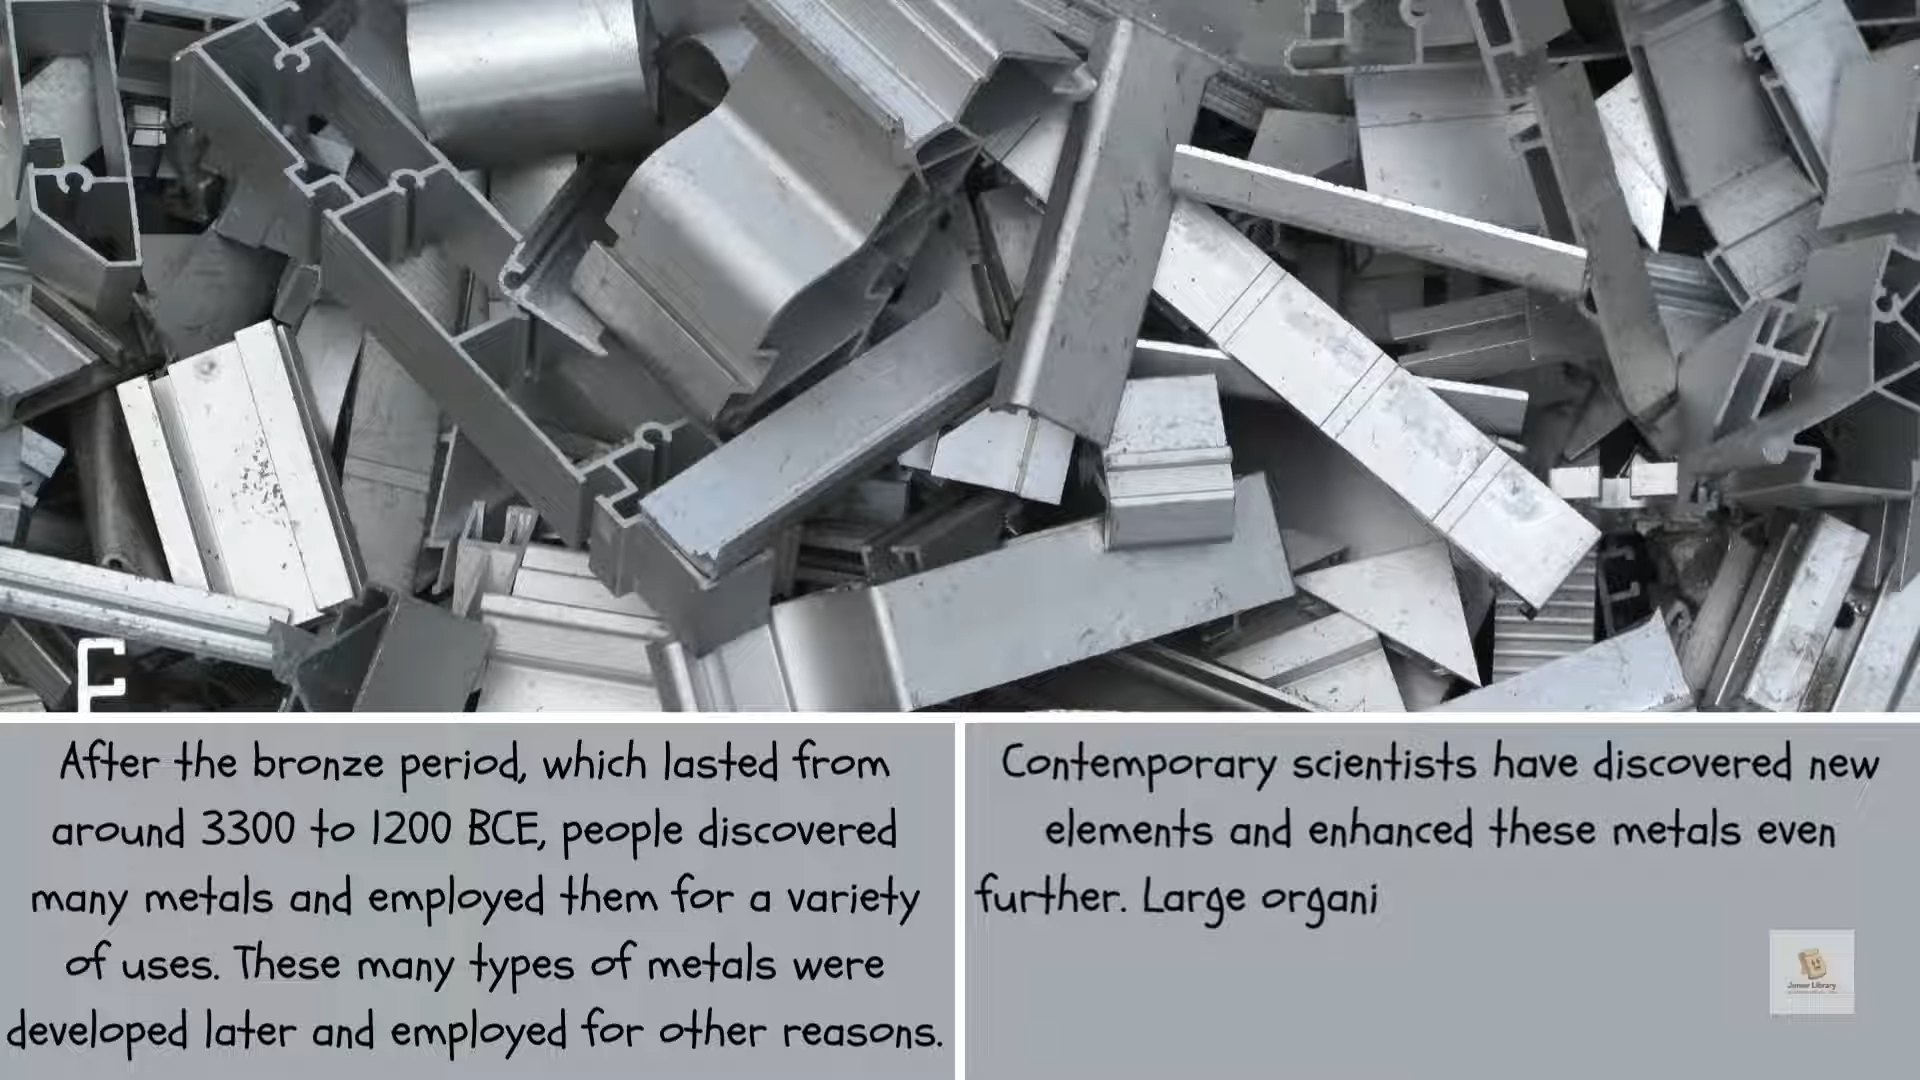 F
After the bronze period, which lasted from
around 3300 to 1200 BCE, people discovered
many metals and employed them for a variety
of uses. These many types of metals were
developed later and employed for other reasons.
Contemporary scientists have discovered new
elements and enhanced these metals even
further. Large organi
Junior Library